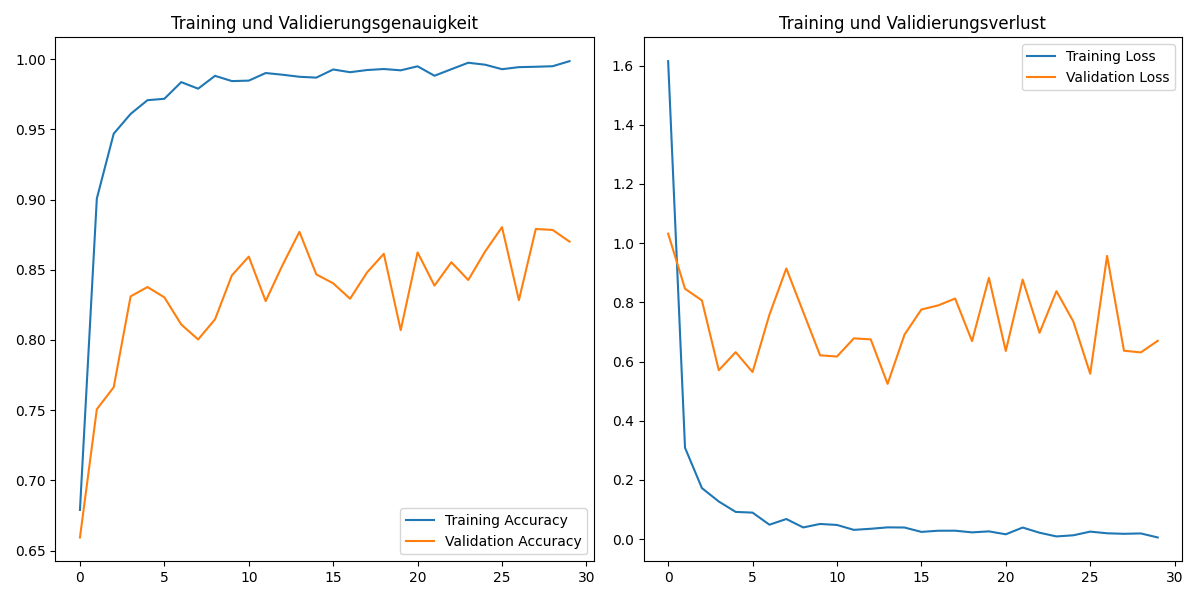 Training und Validierungsgenauigkeit
1.00
0.95
0.90
0.85
0.80
0.75
0.70
0.65
0 5 10 15 20 25 30
Training Accuracy
Validation Accuracy
Training und Validierungsverlust
1.6
1.4
1.2
1.0
0.8
0.6
0.4
0.2
0.0
0 5 10 15 20 25 30
Training Loss
Validation Loss